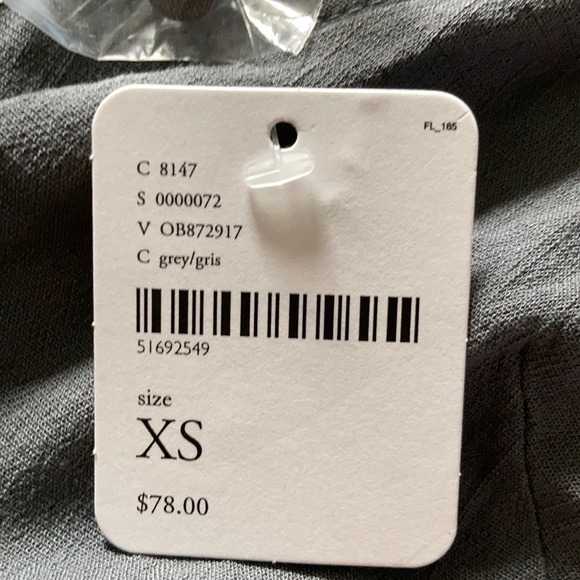 FL_185
C 8147
S 0000072
V OB872917
C grey/gris
51692549
size
XS
$78.00